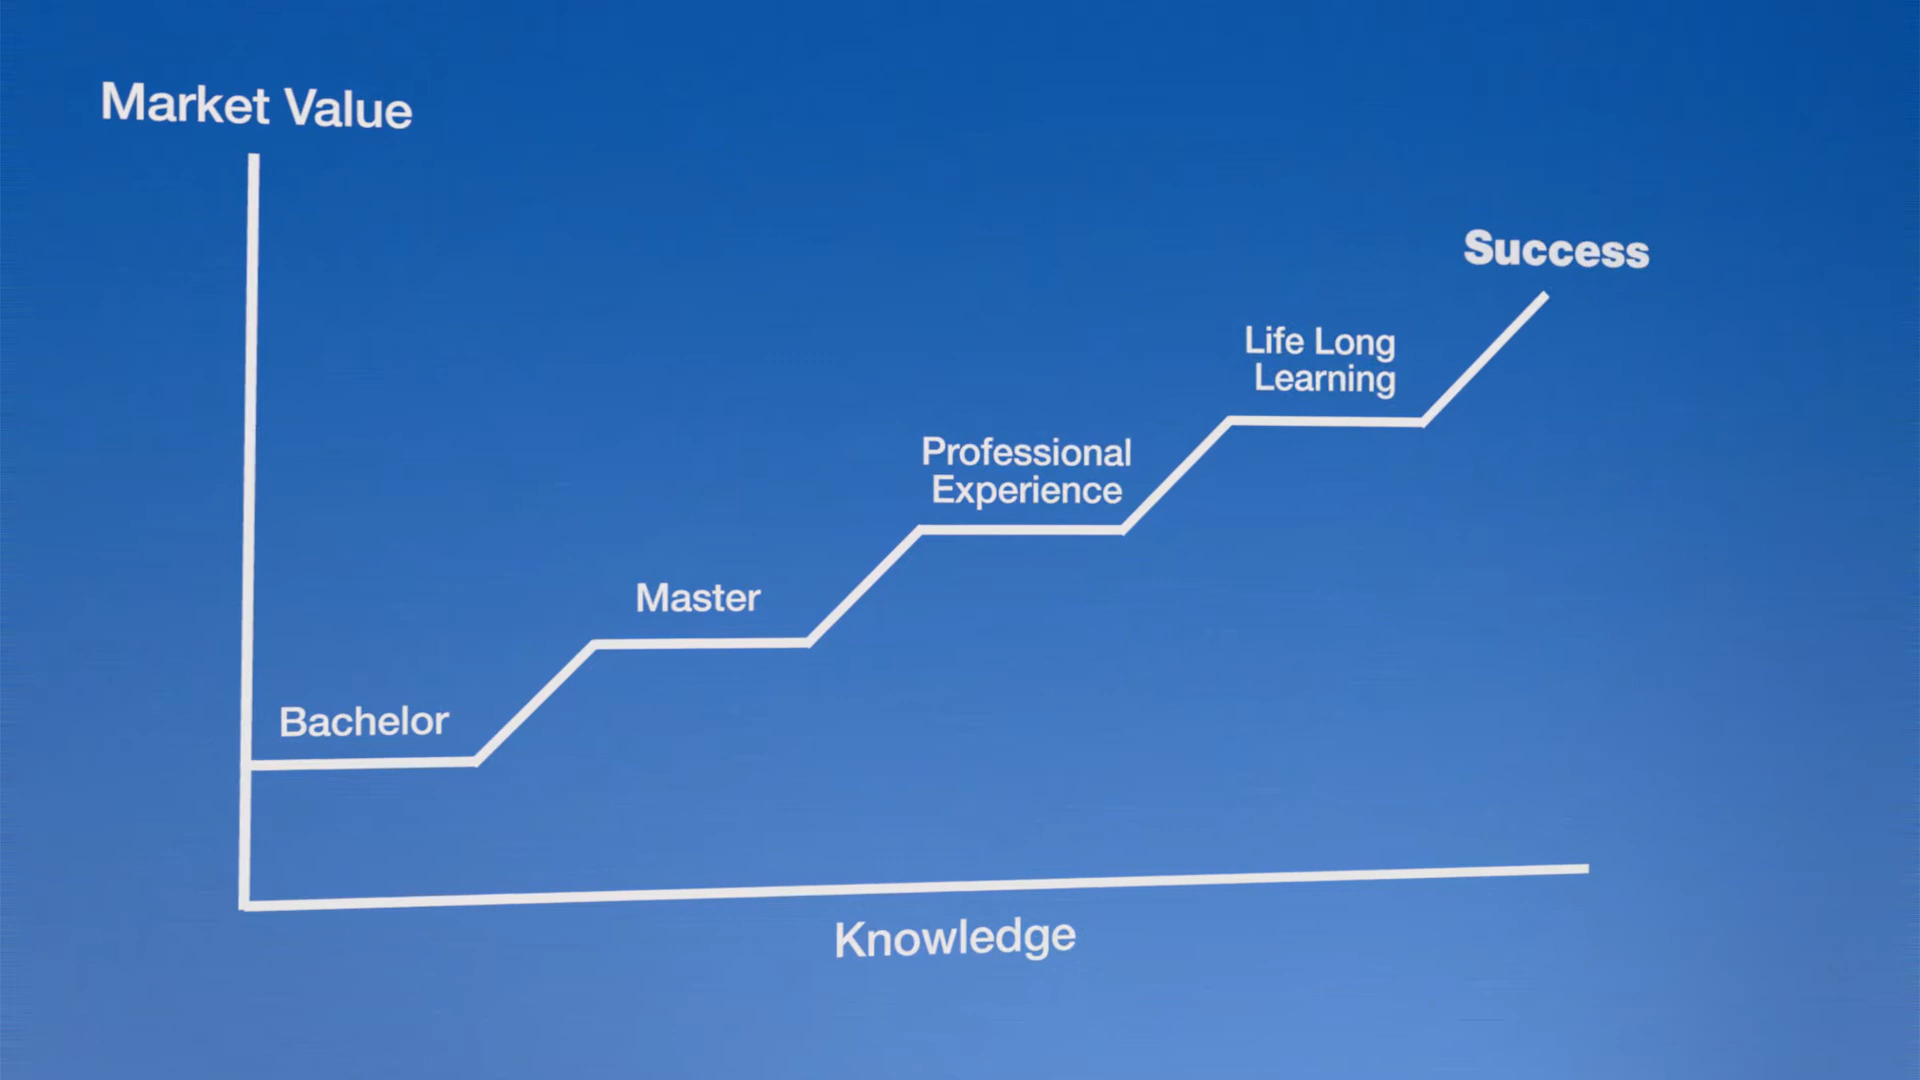 Market Value
Success
Life Long
Learning
Professional
Experience
Master
Bachelor
Knowledge